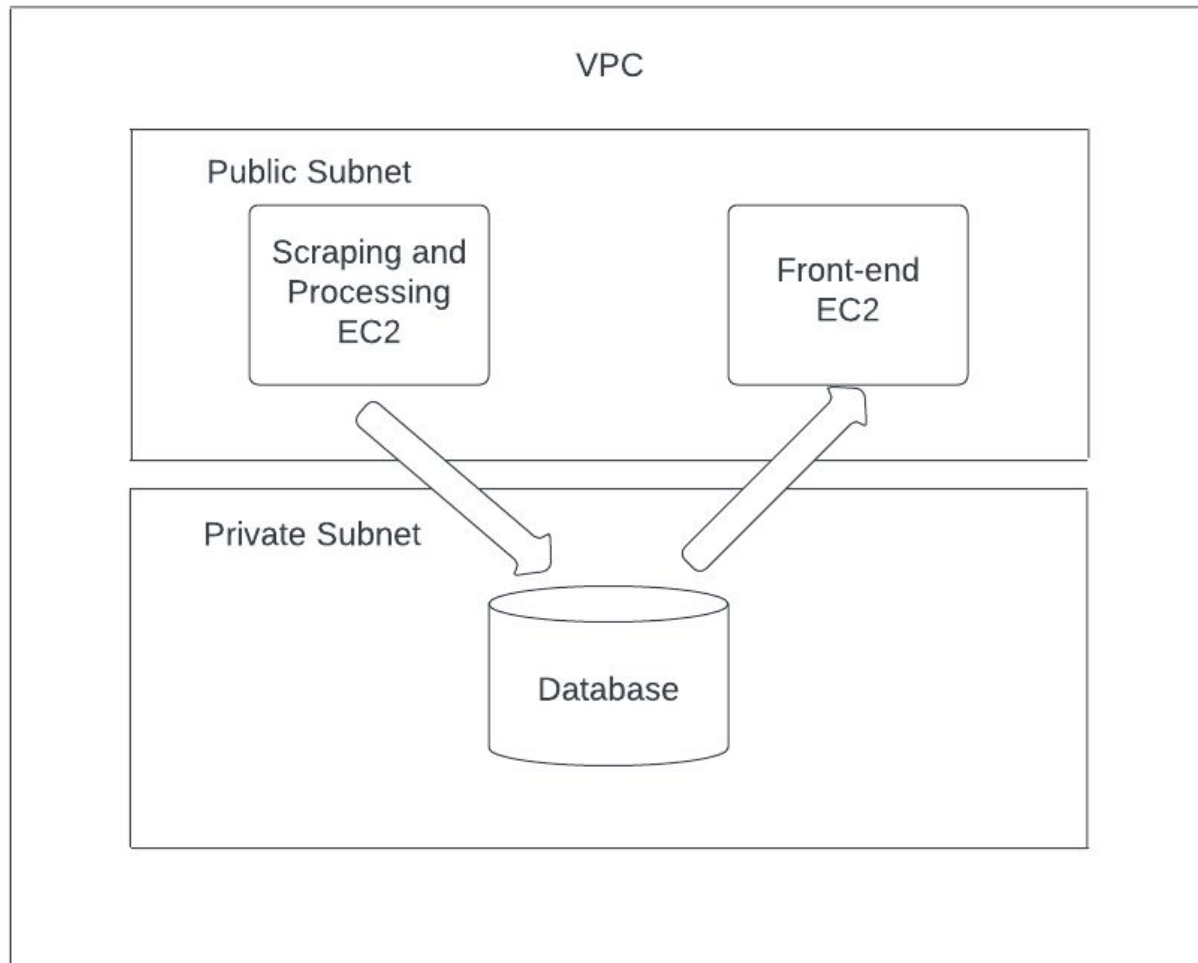 VPC
Public Subnet
Scraping and
Processing
EC2
Front-end
EC2
Private Subnet
Database